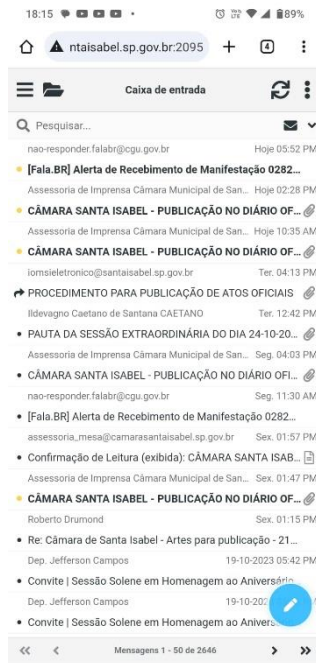 18:15 89%
ntaisabel.sp.gov.br:2095 4
Caixa de entrada
Pesquisar...
nao-responder.falabr@cgu.gov.br Hoje 05:52 PM
[Fala.BR] Alerta de Recebimento de Manifestação 0282...
Assessoria de Imprensa Câmara Municipal de San... Hoje 02:28 PM
CÂMARA SANTA ISABEL - PUBLICAÇÃO NO DIÁRIO OF...
Assessoria de Imprensa Câmara Municipal de San... Hoje 10:35 AM
CÂMARA SANTA ISABEL - PUBLICAÇÃO NO DIÁRIO OF...
iomsieletronico@santaisabel.sp.gov.br Ter. 04:13 PM
PROCEDIMENTO PARA PUBLICAÇÃO DE ATOS OFICIAIS
Ildevagno Caetano de Santana CAETANO Ter. 12:42 PM
PAUTA DA SESSÃO EXTRAORDINÁRIA DO DIA 24-10-20...
Assessoria de Imprensa Câmara Municipal de San... Seg. 04:03 PM
CÂMARA SANTA ISABEL - PUBLICAÇÃO NO DIÁRIO OFI...
nao-responder.falabr@cgu.gov.br Seg. 11:30 AM
[Fala.BR] Alerta de Recebimento de Manifestação 0282...
assessoria_mesa@camarasantaisabel.sp.gov.br Sex. 01:57 PM
Confirmação de Leitura (exibida): CÂMARA SANTA ISAB...
Assessoria de Imprensa Câmara Municipal de San... Sex. 01:47 PM
CÂMARA SANTA ISABEL - PUBLICAÇÃO NO DIÁRIO OF...
Roberto Drumond Sex. 01:15 PM
Re: Câmara de Santa Isabel - Artes para publicação - 21...
Dep. Jefferson Campos 19-10-2023 05:42 PM
Convite | Sessão Solene em Homenagem ao Aniversário
Dep. Jefferson Campos 19-10-202
Convite | Sessão Solene em Homenagem ao Anivers
Mensagens 1 - 50 de 2646